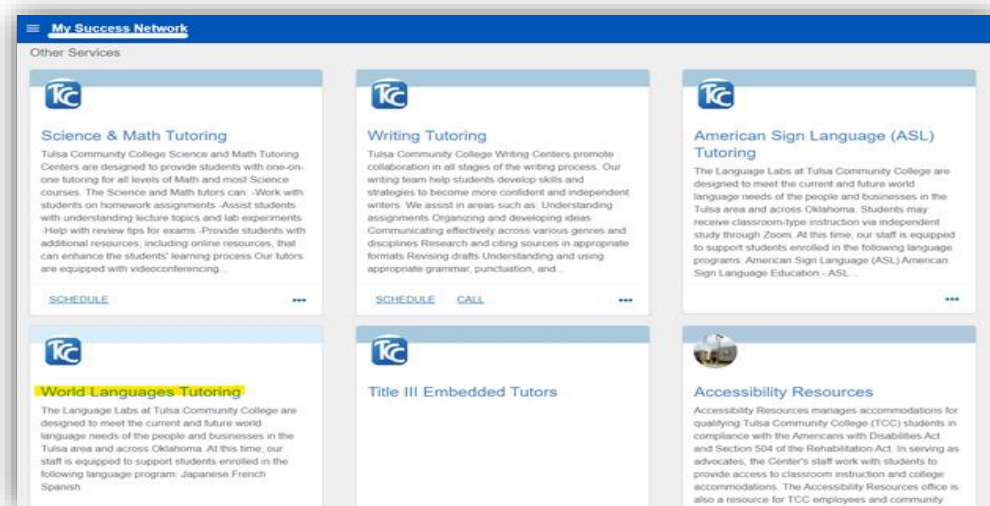 My Success Network
Other Services
TCC
Science & Math Tutoring
Tulsa Community College Science and Math Tutoring
Centers are designed to provide students with one-on-
one tutoring for all levels of Math and most Science
courses. The Science and Math tutors can: -Work with
students on homework assignments -Assist students
with understanding lecture topics and lab experiments
-Help with review tips for exams -Provide students with
additional resources, including online resources, that
can enhance the students' learning process Our tutors
are equipped with videoconferencing...
SCHEDULE
TCC
Writing Tutoring
Tulsa Community College Writing Centers promote
collaboration in all stages of the writing process. Our
writing team help students develop skills and
strategies to become more confident and independent
writers. We assist in areas such as: Understanding
assignments Organizing and developing ideas
Communicating effectively across various genres and
disciplines Research and citing sources in appropriate
formats Revising drafts Understanding and using
appropriate grammar, punctuation, and...
SCHEDULE CALL
TCC
American Sign Language (ASL)
Tutoring
The Language Labs at Tulsa Community College are
designed to meet the current and future world
language needs of the people and businesses in the
Tulsa area and across Oklahoma. Students may
receive classroom-type instruction via independent
study through Zoom. At this time, our staff is equipped
to support students enrolled in the following language
programs: American Sign Language (ASL) American
Sign Language Education - ASL...
TCC
World Languages Tutoring
The Language Labs at Tulsa Community College are
designed to meet the current and future world
language needs of the people and businesses in the
Tulsa area and across Oklahoma. At this time, our
staff is equipped to support students enrolled in the
following language program: Japanese French
Spanish
TCC
Title III Embedded Tutors
Accessibility Resources
Accessibility Resources manages accommodations for
qualifying Tulsa Community College (TCC) students in
compliance with the Americans with Disabilities Act
and Section 504 of the Rehabilitation Act. In serving as
advocates, the Center's staff work with students to
provide access to classroom instruction and college
accommodations. The Accessibility Resources office is
also a resource for TCC employees and community